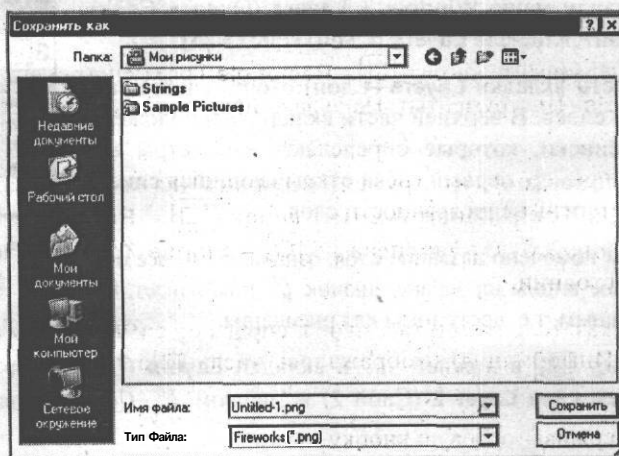 Сохранить как
Папка:
Мои рисунки
Strings
Sample Pictures
Недавние
документы
Рабочий стол
Мои
документы
Мой
компьютер
Сетевое
окружение
Имя файла:
Untitled-1.png
Сохранить
Тип Файла:
Fireworks (*.png)
Отмена